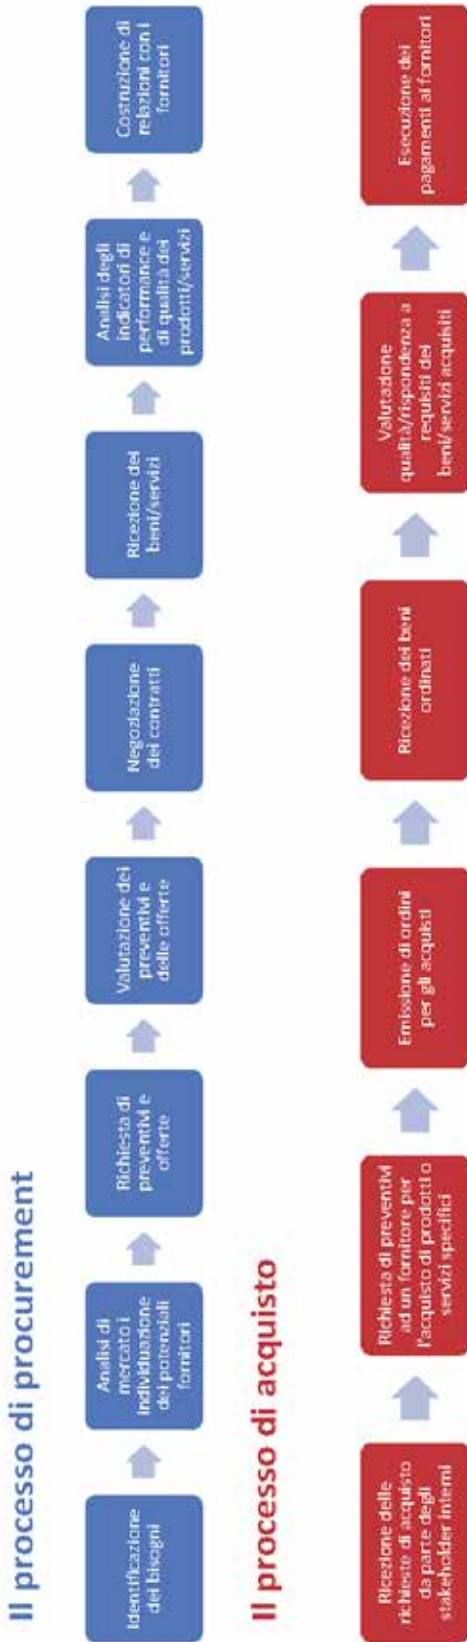 Il processo di procurement
Identificazione
dei bisogni
Analisi di
mercato i
individuazione
dei potenziali
fornitori
Richiesta di
preventivi e
offerte
Valutazione dei
preventivi e
delle offerte
Negoziazione
dei contratti
Ricezione dei
beni/servizi
Analisi degli
indicatori di
performance e
di qualità dei
prodotti/servizi
Costruzione di
relazioni con i
fornitori
Il processo di acquisto
Ricezione delle
richieste di acquisto
da parte degli
stakeholder interni
Richiesta di preventivi
ad un fornitore per
l'acquisto di prodotti o
servizi specifici
Emissione di ordini
per gli acquisti
Ricezione dei beni
ordinati
Valutazione
qualità/rispondenza a
requisiti dei
beni/servizi acquisiti
Esecuzione dei
pagamenti ai fornitori